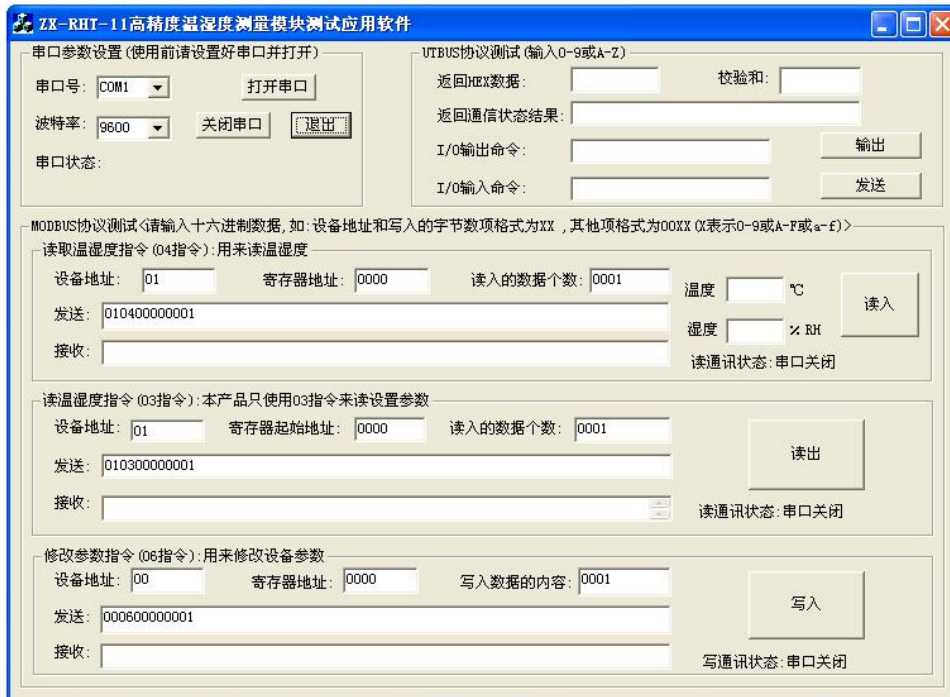 ZX-RHT-11高精度温湿度测量模块测试应用软件
串口参数设置(使用前请设置好串口并打开)
串口号: COM1 打开串口
波特率: 9600 关闭串口 退出
串口状态:
UTBUS协议测试(输入0-9或A-Z)
返回HEX数据: 校验和:
返回通信状态结果:
I/O输出命令: 输出
I/O输入命令: 发送
MODBUS协议测试<请输入十六进制数据,如:设备地址和写入的字节数项格式为XX ,其他项格式为00XX(X表示0-9或A-F或a-f)>
读取温湿度指令(04指令):用来读温湿度
设备地址: 01 寄存器地址: 0000 读入的数据个数: 0001 温度 ℃ 读入
发送: 010400000001
湿度 % RH
接收:
读通讯状态:串口关闭
读温湿度指令(03指令):本产品只使用03指令来读设置参数
设备地址: 01 寄存器起始地址: 0000 读入的数据个数: 0001 读出
发送: 010300000001
接收:
读通讯状态:串口关闭
修改参数指令(06指令):用来修改设备参数
设备地址: 00 寄存器地址: 0000 写入数据的内容: 0001 写入
发送: 000600000001
接收:
写通讯状态:串口关闭